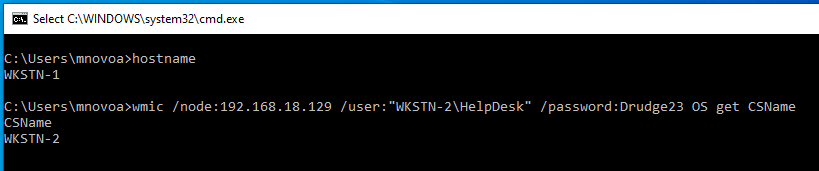 Select C:\WINDOWS\system32\cmd.exe
C:\Users\mnovoa>hostname
WKSTN-1
C:\Users\mnovoa>wmic /node:192.168.18.129 /user:"WKSTN-2\HelpDesk" /password:Drudge23 OS get CSName
CSName
WKSTN-2